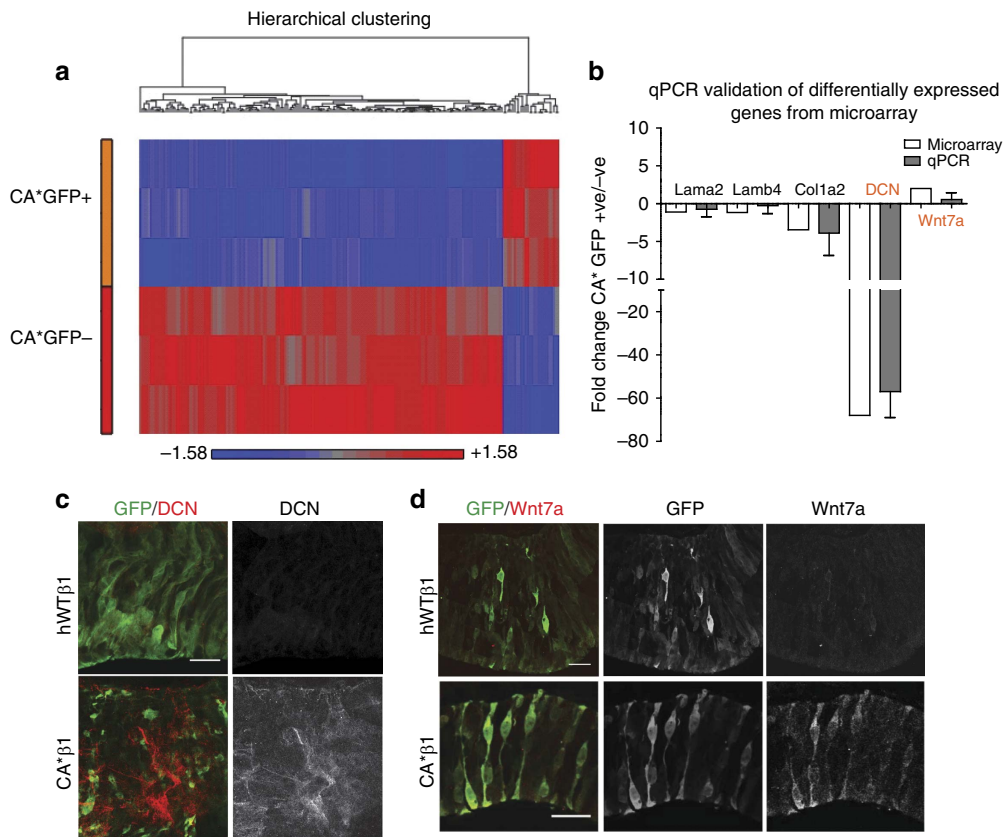 Hierarchical clustering
a
CA*GFP+
CA*GFP–
–1.58
+1.58
b
qPCR validation of differentially expressed
genes from microarray
Fold change CA* GFP +ve/–ve
10
5
0
–5
–10
–20
–40
–60
–80
Microarray
qPCR
Lama2
Lamb4
Col1a2
DCN
Wnt7a
c
GFP/DCN
DCN
hWTβ1
CA*β1
d
GFP/Wnt7a
GFP
Wnt7a
hWTβ1
CA*β1